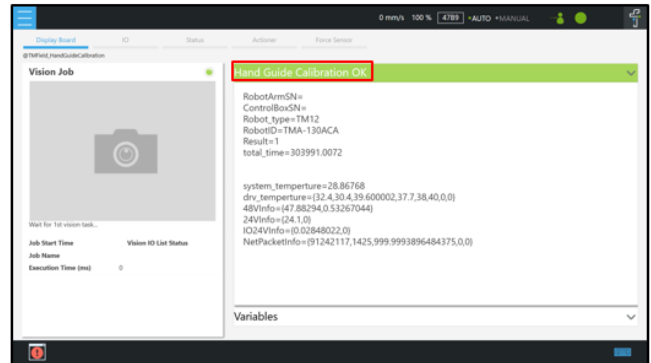 0 mm/s 100 % 4789 •AUTO •MANUAL
Display Board IO Status Actioner Force Sensor
@TMField_HandGuideCalibration
Vision Job
Wait for 1st vision task...
Job Start Time Vision IO List Status
Job Name
Execution Time (ms) 0
Hand Guide Calibration OK
RobotArmSN=
ControlBoxSN=
Robot_type=TM12
RobotID=TMA-130ACA
Result=1
total_time=303991.0072
system_temperture=28.86768
drv_temperture={32.4,30.4,39.600002,37.7,38,40,0,0}
48VInfo={47.88294,0.53267044}
24VInfo={24.1,0}
IO24VInfo={0.02848022,0}
NetPacketInfo={91242117,1425,999.9993896484375,0,0}
Variables